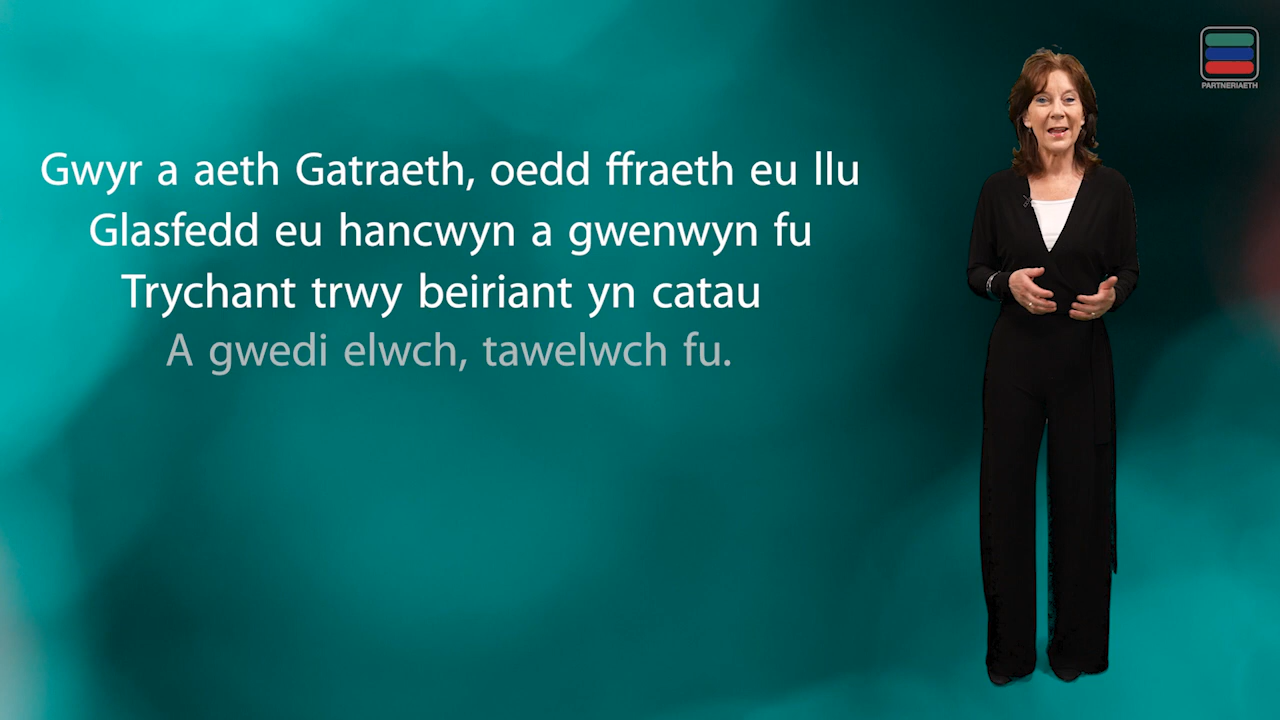 Gwyr a aeth Gatraeth, oedd ffraeth eu llu
Glasfedd eu hancwyn a gwenwyn fu
Trychant trwy beiriant yn catau
A gwedi elwch, tawelwch fu.
PARTNERIAETH